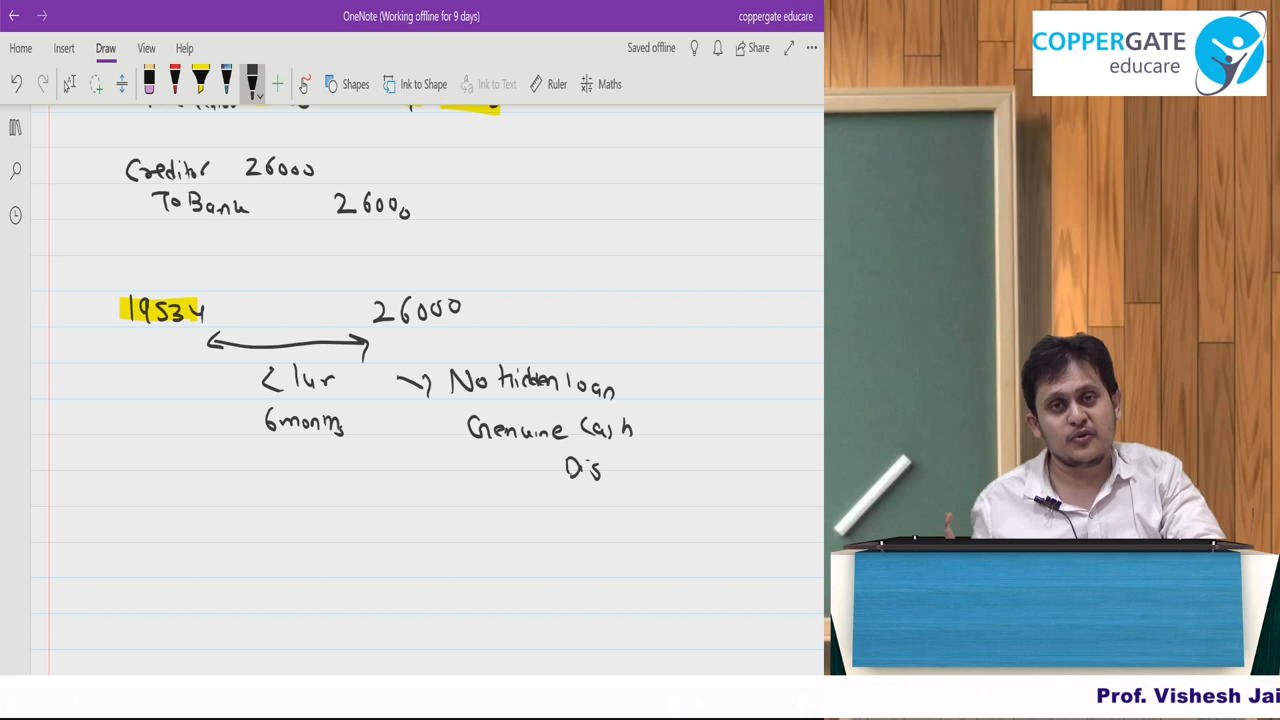 OneNote (Working offline for 9 days)
coppergate educare
Home Insert Draw View Help
Saved offline
Share
Shapes
Ink to Shape
Ink to Text
Ruler
Maths
COPPERGATE
educare
Creditor 26000
To Bank 26000
19534 26000
< 1yr → No hidden loan
6 months Genuine Cash
Dis
Prof. Vishesh Jai